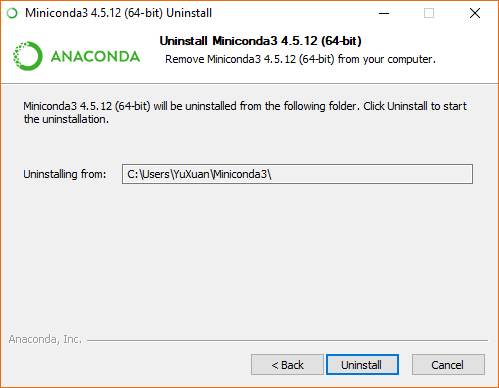 Miniconda3 4.5.12 (64-bit) Uninstall
ANACONDA
Uninstall Miniconda3 4.5.12 (64-bit)
Remove Miniconda3 4.5.12 (64-bit) from your computer.
Miniconda3 4.5.12 (64-bit) will be uninstalled from the following folder. Click Uninstall to start
the uninstallation.
Uninstalling from: C:\Users\YuXuan\Miniconda3\
Anaconda, Inc.
< Back Uninstall Cancel